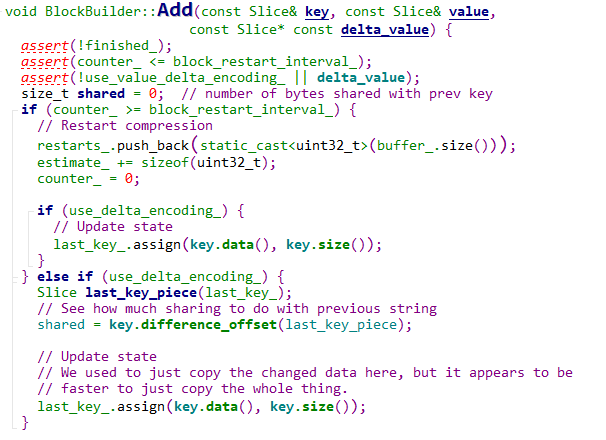 void BlockBuilder::Add(const Slice& key, const Slice& value,
                       const Slice* const delta_value) {
  assert(!finished_);
  assert(counter_ <= block_restart_interval_);
  assert(!use_value_delta_encoding_ || delta_value);
  size_t shared = 0;  // number of bytes shared with prev key
  if (counter_ >= block_restart_interval_) {
    // Restart compression
    restarts_.push_back(static_cast<uint32_t>(buffer_.size()));
    estimate_ += sizeof(uint32_t);
    counter_ = 0;

    if (use_delta_encoding_) {
      // Update state
      last_key_.assign(key.data(), key.size());
    }
  } else if (use_delta_encoding_) {
    Slice last_key_piece(last_key_);
    // See how much sharing to do with previous string
    shared = key.difference_offset(last_key_piece);

    // Update state
    // We used to just copy the changed data here, but it appears to be
    // faster to just copy the whole thing.
    last_key_.assign(key.data(), key.size());
  }